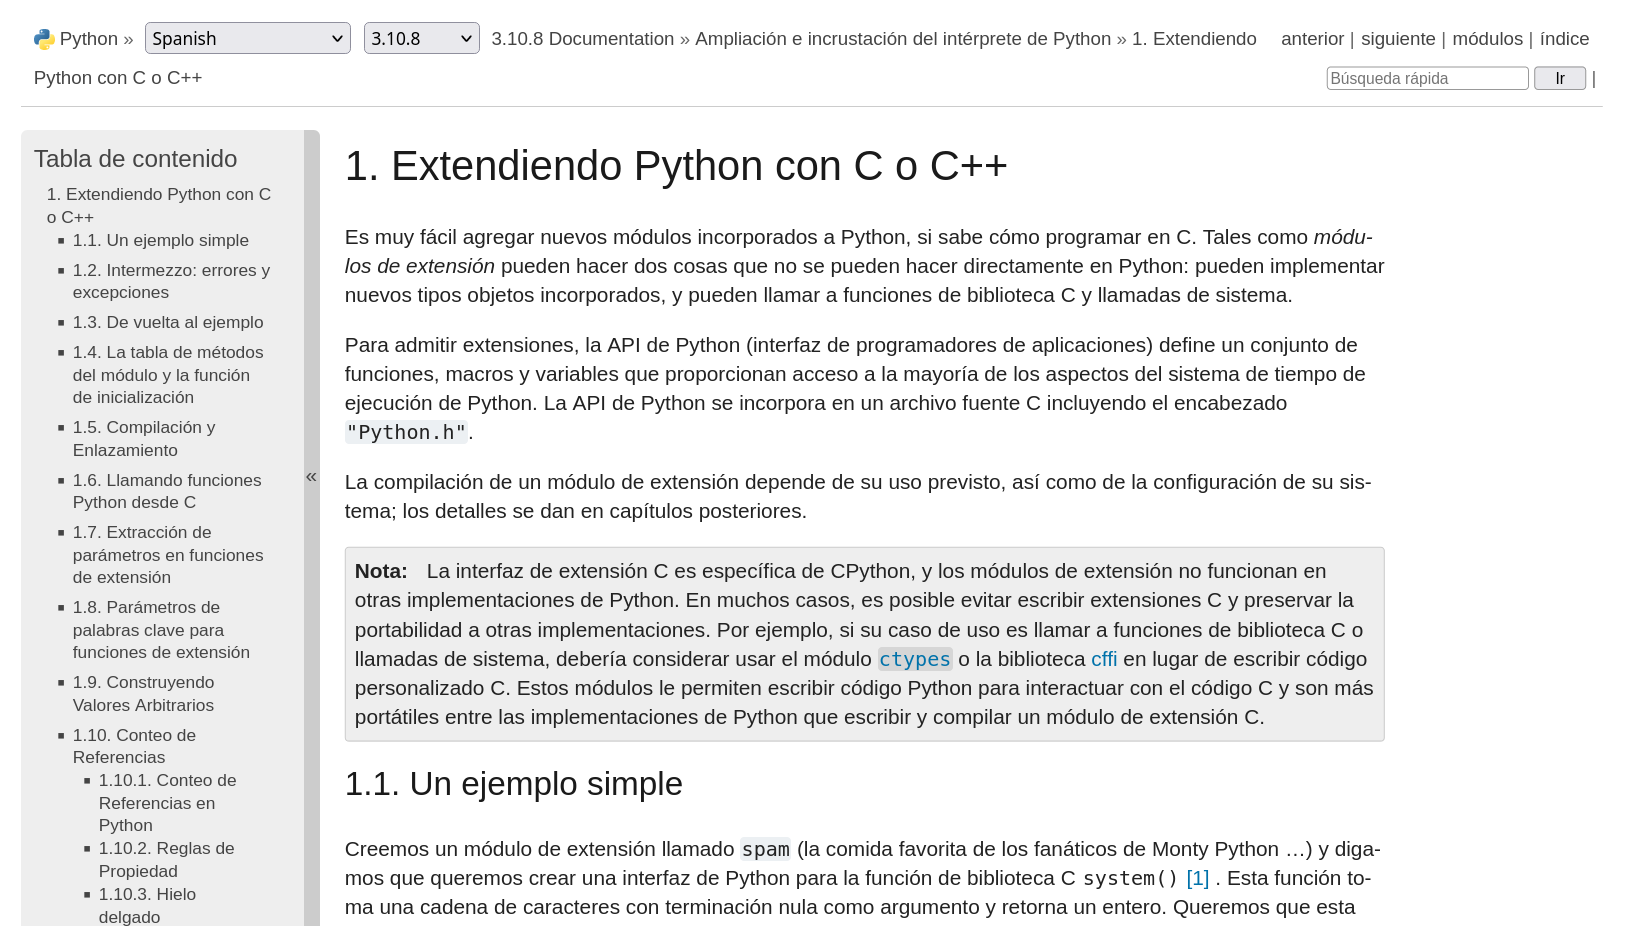 Python » Spanish 3.10.8 3.10.8 Documentation » Ampliación e incrustación del intérprete de Python » 1. Extendiendo
Python con C o C++
anterior | siguiente | módulos | índice
Búsqueda rápida Ir |
Tabla de contenido
1. Extendiendo Python con C
o C++
1.1. Un ejemplo simple
1.2. Intermezzo: errores y
excepciones
1.3. De vuelta al ejemplo
1.4. La tabla de métodos
del módulo y la función
de inicialización
1.5. Compilación y
Enlazamiento
1.6. Llamando funciones
Python desde C
1.7. Extracción de
parámetros en funciones
de extensión
1.8. Parámetros de
palabras clave para
funciones de extensión
1.9. Construyendo
Valores Arbitrarios
1.10. Conteo de
Referencias
1.10.1. Conteo de
Referencias en
Python
1.10.2. Reglas de
Propiedad
1.10.3. Hielo
delgado
«
1. Extendiendo Python con C o C++
Es muy fácil agregar nuevos módulos incorporados a Python, si sabe cómo programar en C. Tales como módu-
los de extensión pueden hacer dos cosas que no se pueden hacer directamente en Python: pueden implementar
nuevos tipos objetos incorporados, y pueden llamar a funciones de biblioteca C y llamadas de sistema.
Para admitir extensiones, la API de Python (interfaz de programadores de aplicaciones) define un conjunto de
funciones, macros y variables que proporcionan acceso a la mayoría de los aspectos del sistema de tiempo de
ejecución de Python. La API de Python se incorpora en un archivo fuente C incluyendo el encabezado
"Python.h".
La compilación de un módulo de extensión depende de su uso previsto, así como de la configuración de su sis-
tema; los detalles se dan en capítulos posteriores.
Nota: La interfaz de extensión C es específica de CPython, y los módulos de extensión no funcionan en
otras implementaciones de Python. En muchos casos, es posible evitar escribir extensiones C y preservar la
portabilidad a otras implementaciones. Por ejemplo, si su caso de uso es llamar a funciones de biblioteca C o
llamadas de sistema, debería considerar usar el módulo ctypes o la biblioteca cffi en lugar de escribir código
personalizado C. Estos módulos le permiten escribir código Python para interactuar con el código C y son más
portátiles entre las implementaciones de Python que escribir y compilar un módulo de extensión C.
1.1. Un ejemplo simple
Creemos un módulo de extensión llamado spam (la comida favorita de los fanáticos de Monty Python …) y diga-
mos que queremos crear una interfaz de Python para la función de biblioteca C system() [1] . Esta función to-
ma una cadena de caracteres con terminación nula como argumento y retorna un entero. Queremos que esta